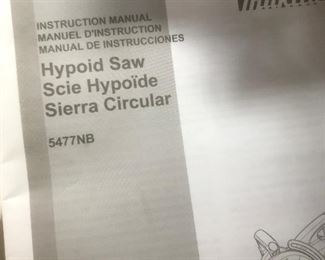 INSTRUCTION MANUAL
MANUEL D'INSTRUCTION
MANUAL DE INSTRUCCIONES
Hypoid Saw
Scie Hypoïde
Sierra Circular
5477NB